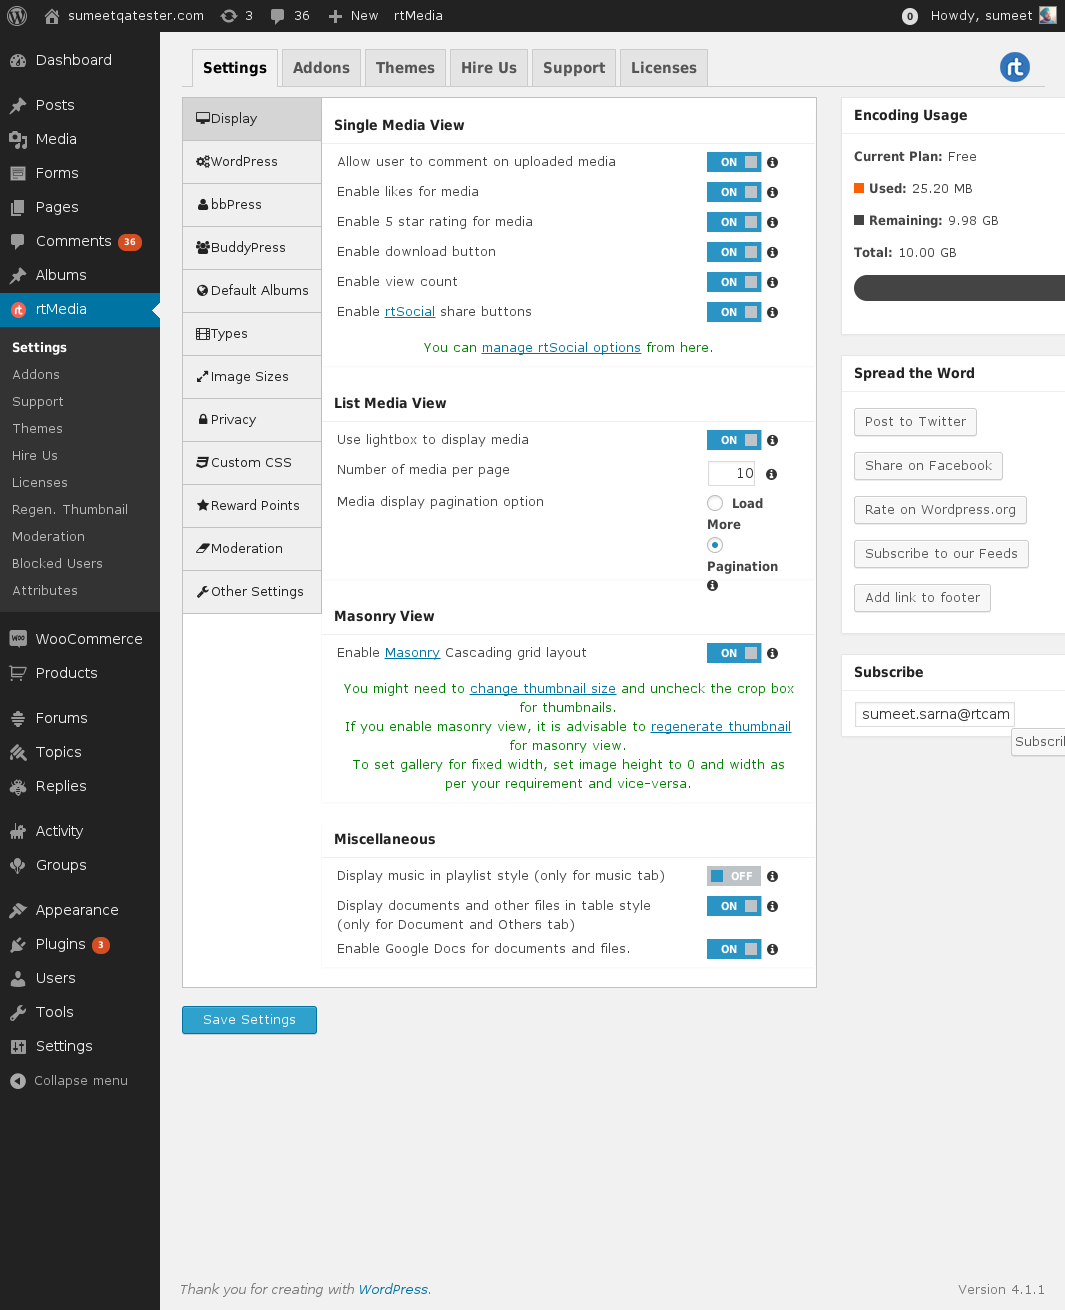 sumeetqatester.com 3 36 New rtMedia 0 Howdy, sumeet
Dashboard
Posts
Media
Forms
Pages
Comments 36
Albums
rtMedia
Settings
Addons
Support
Themes
Hire Us
Licenses
Regen. Thumbnail
Moderation
Blocked Users
Attributes
WooCommerce
Products
Forums
Topics
Replies
Activity
Groups
Appearance
Plugins 3
Users
Tools
Settings
Collapse menu
Settings Addons Themes Hire Us Support Licenses
rt
Display
WordPress
bbPress
BuddyPress
Default Albums
Types
Image Sizes
Privacy
Custom CSS
Reward Points
Moderation
Other Settings
Single Media View
Allow user to comment on uploaded media ON
Enable likes for media ON
Enable 5 star rating for media ON
Enable download button ON
Enable view count ON
Enable rtSocial share buttons ON
You can manage rtSocial options from here.
List Media View
Use lightbox to display media ON
Number of media per page 10
Media display pagination option Load
More
Pagination
Masonry View
Enable Masonry Cascading grid layout ON
You might need to change thumbnail size and uncheck the crop box
for thumbnails.
If you enable masonry view, it is advisable to regenerate thumbnail
for masonry view.
To set gallery for fixed width, set image height to 0 and width as
per your requirement and vice-versa.
Miscellaneous
Display music in playlist style (only for music tab) OFF
Display documents and other files in table style ON
(only for Document and Others tab)
Enable Google Docs for documents and files. ON
Save Settings
Encoding Usage
Current Plan: Free
Used: 25.20 MB
Remaining: 9.98 GB
Total: 10.00 GB
Spread the Word
Post to Twitter
Share on Facebook
Rate on Wordpress.org
Subscribe to our Feeds
Add link to footer
Subscribe
sumeet.sarna@rtcam
Subscri
Thank you for creating with WordPress. Version 4.1.1